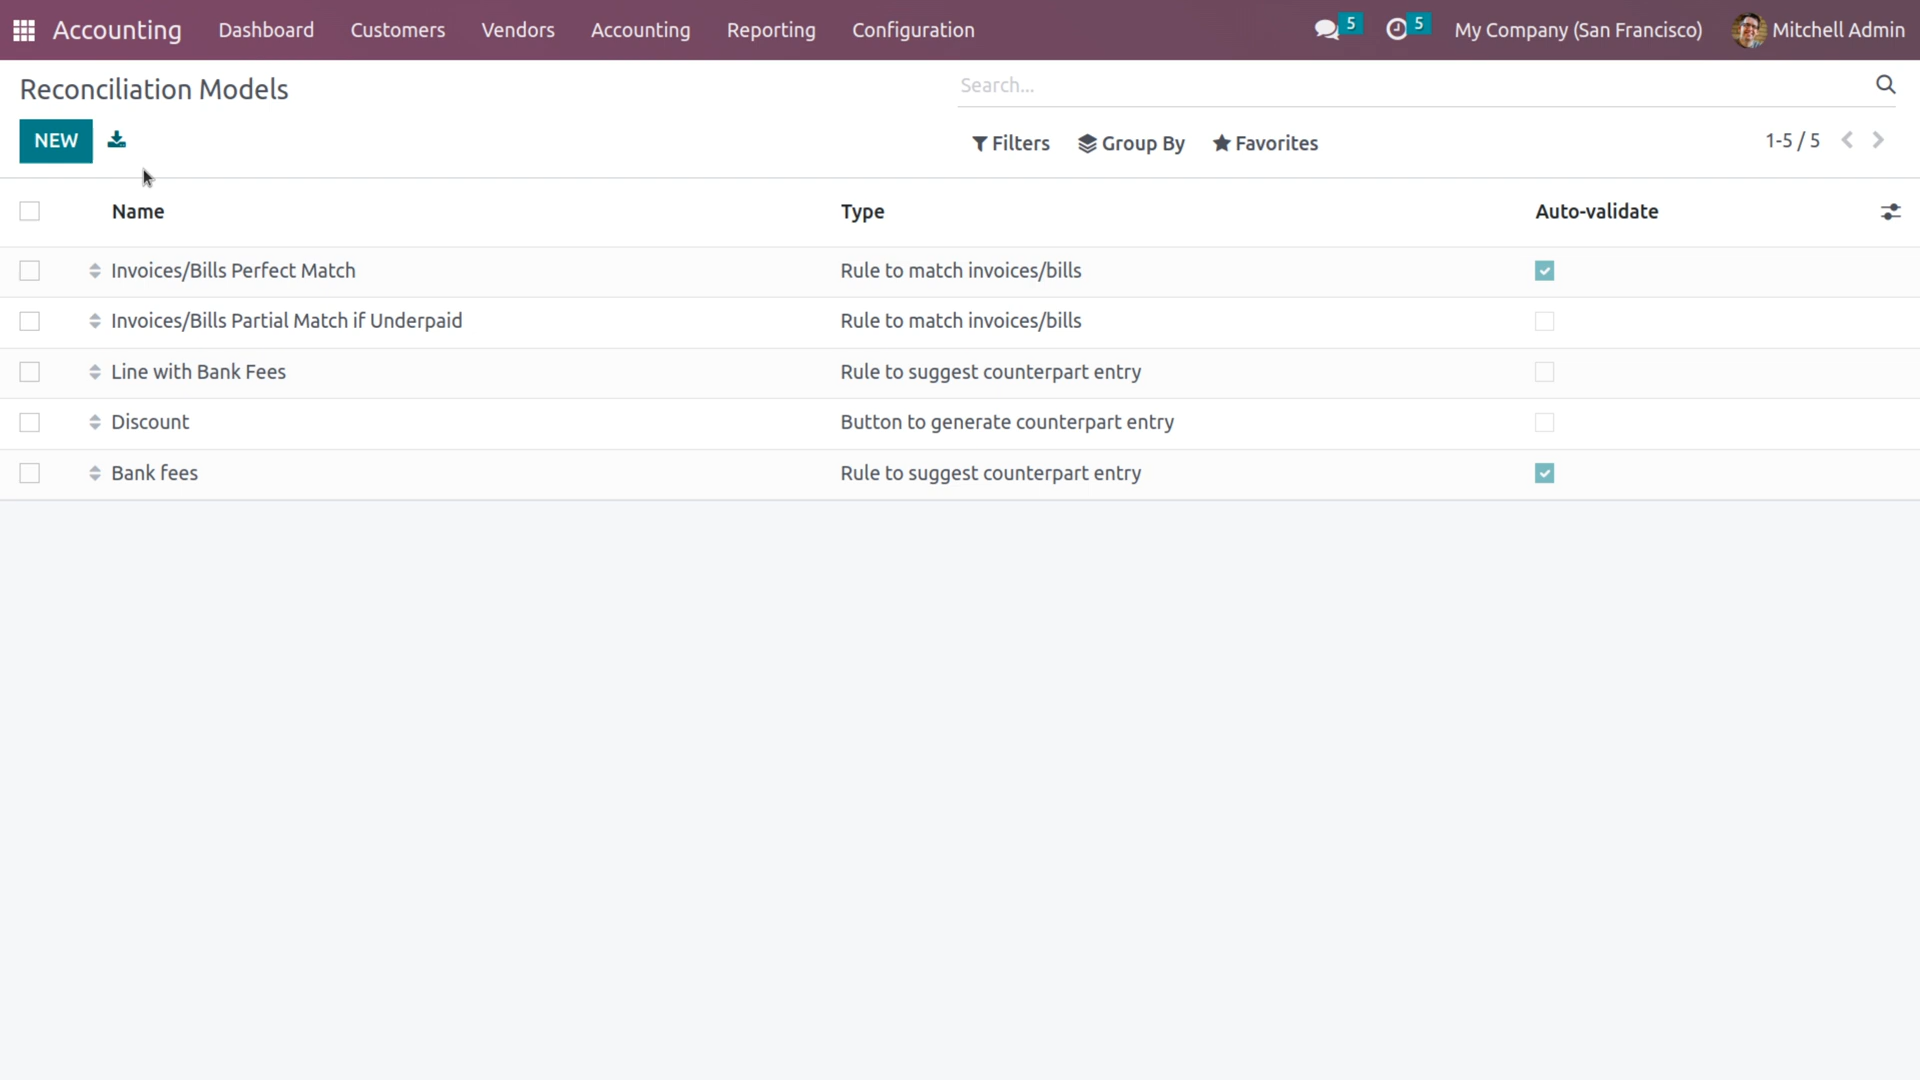 Accounting Dashboard Customers Vendors Accounting Reporting Configuration 5 5 My Company (San Francisco) Mitchell Admin
Reconciliation Models
Search...
NEW
Filters Group By Favorites 1-5 / 5
Name Type Auto-validate
Invoices/Bills Perfect Match Rule to match invoices/bills
Invoices/Bills Partial Match if Underpaid Rule to match invoices/bills
Line with Bank Fees Rule to suggest counterpart entry
Discount Button to generate counterpart entry
Bank fees Rule to suggest counterpart entry